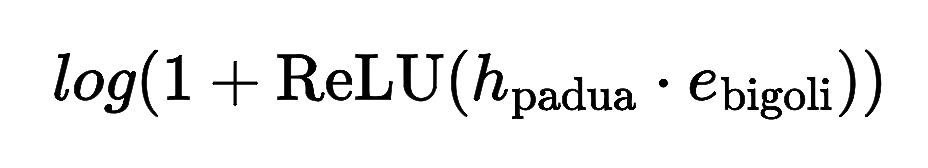 log(1 + ReLU(h_padua · e_bigoli))